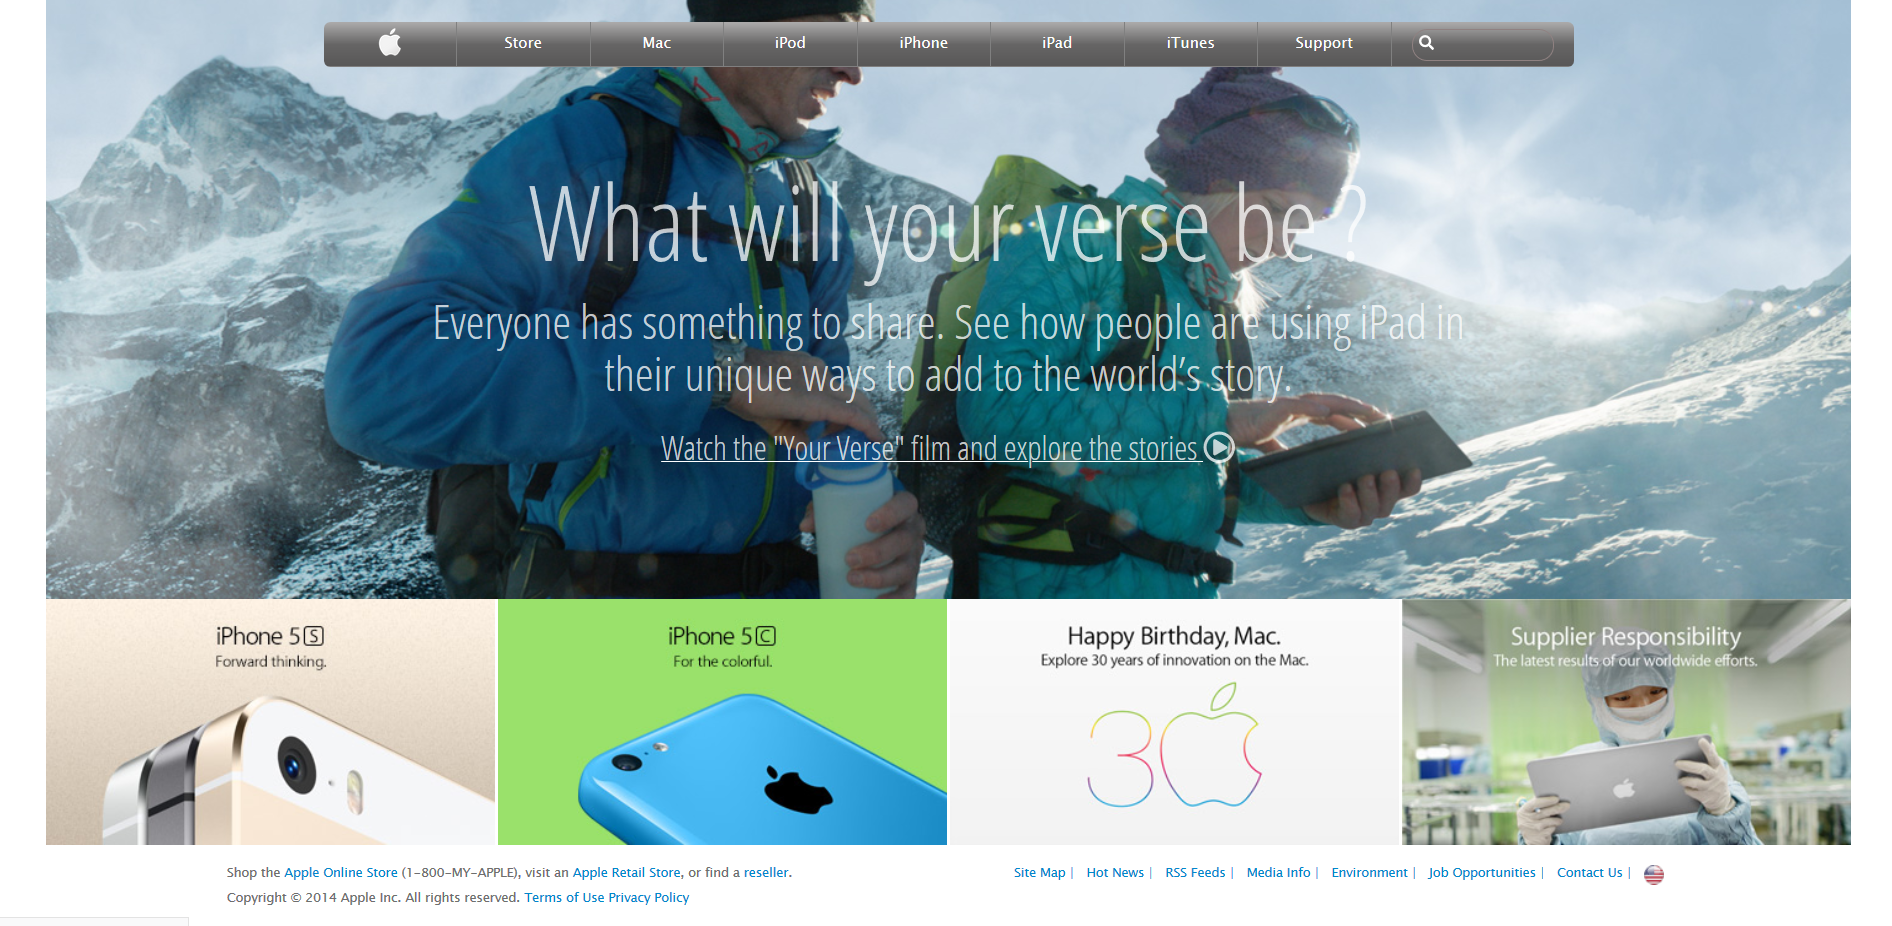 Store
Mac
iPod
iPhone
iPad
iTunes
Support
What will your verse be ?
Everyone has something to share. See how people are using iPad in
their unique ways to add to the world’s story.
Watch the "Your Verse" film and explore the stories
iPhone 5S
Forward thinking.
iPhone 5C
For the colorful.
Happy Birthday, Mac.
Explore 30 years of innovation on the Mac.
30
Supplier Responsibility
The latest results of our worldwide efforts.
Shop the Apple Online Store (1-800-MY-APPLE), visit an Apple Retail Store, or find a reseller.
Copyright © 2014 Apple Inc. All rights reserved. Terms of Use Privacy Policy
Site Map | Hot News | RSS Feeds | Media Info | Environment | Job Opportunities | Contact Us |